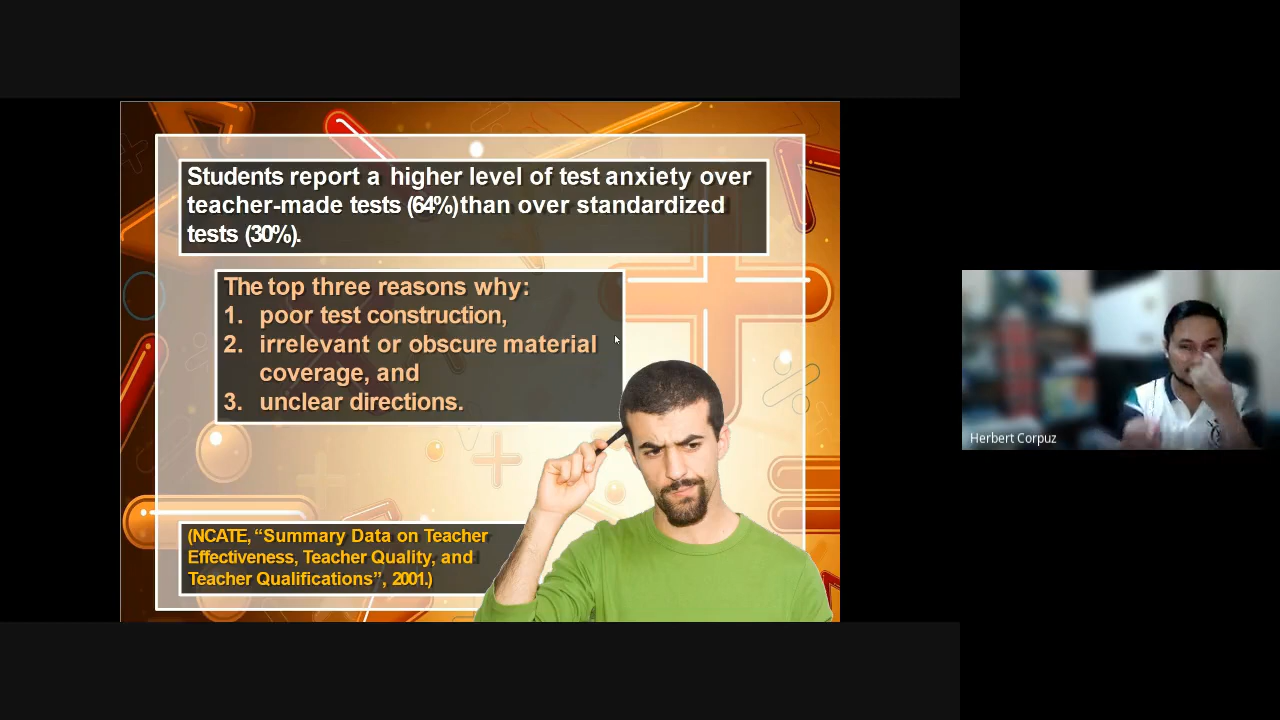 Students report a higher level of test anxiety over
teacher-made tests (64%)than over standardized
tests (30%).
The top three reasons why:
1. poor test construction,
2. irrelevant or obscure material
coverage, and
3. unclear directions.
(NCATE, “Summary Data on Teacher
Effectiveness, Teacher Quality, and
Teacher Qualifications”, 2001.)
Herbert Corpuz